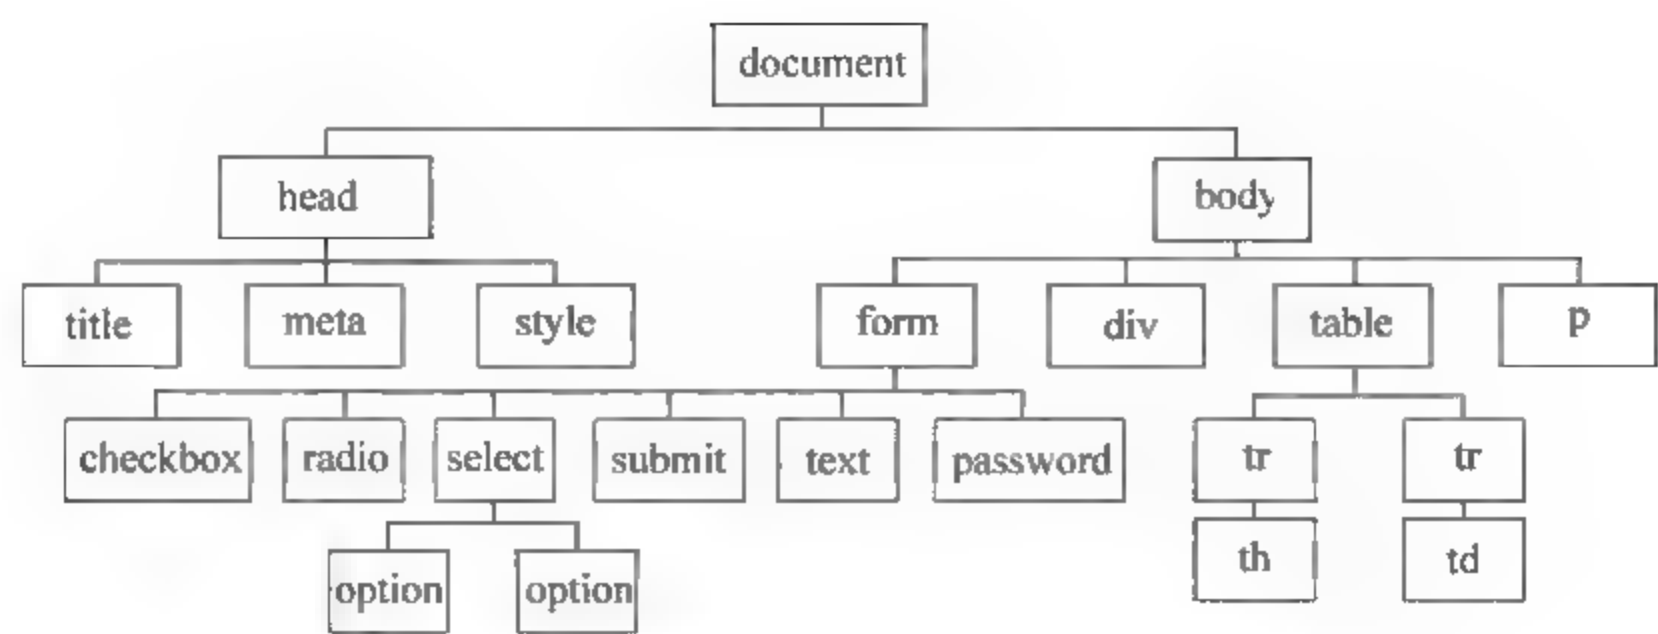 document
head body
title meta style form div table p
checkbox radio select submit text password tr tr
th td
option option